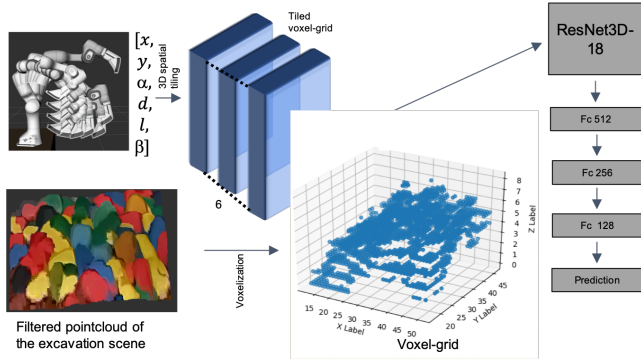 [x,
y,
α,
d,
l,
β]
3D spatial
tiling
Tiled
voxel-grid
6
ResNet3D-
18
Fc 512
Fc 256
Fc 128
Prediction
Voxelization
Filtered pointcloud of
the excavation scene
8
7
6
5
4
3
2
1
0
Z Label
15 20 25 30 35 40 45 50
X Label
20
25
30
35
40
45
Y Label
Voxel-grid